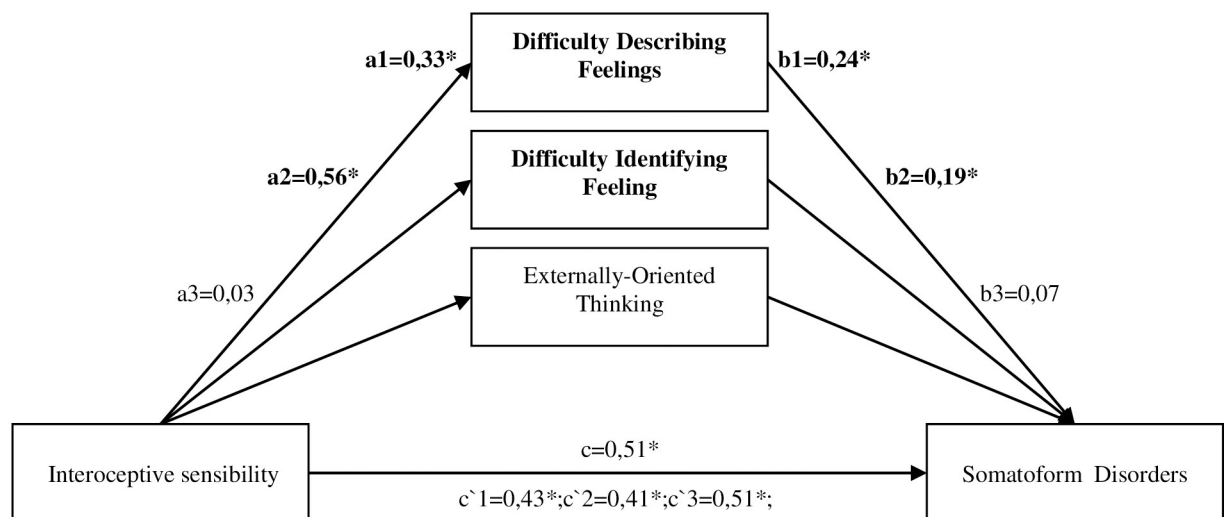 Difficulty Describing
Feelings
a1=0,33*
b1=0,24*
Difficulty Identifying
Feeling
a2=0,56*
b2=0,19*
Externally-Oriented
Thinking
a3=0,03
b3=0,07
Interoceptive sensibility
c=0,51*
c`1=0,43*;c`2=0,41*;c`3=0,51*;
Somatoform Disorders